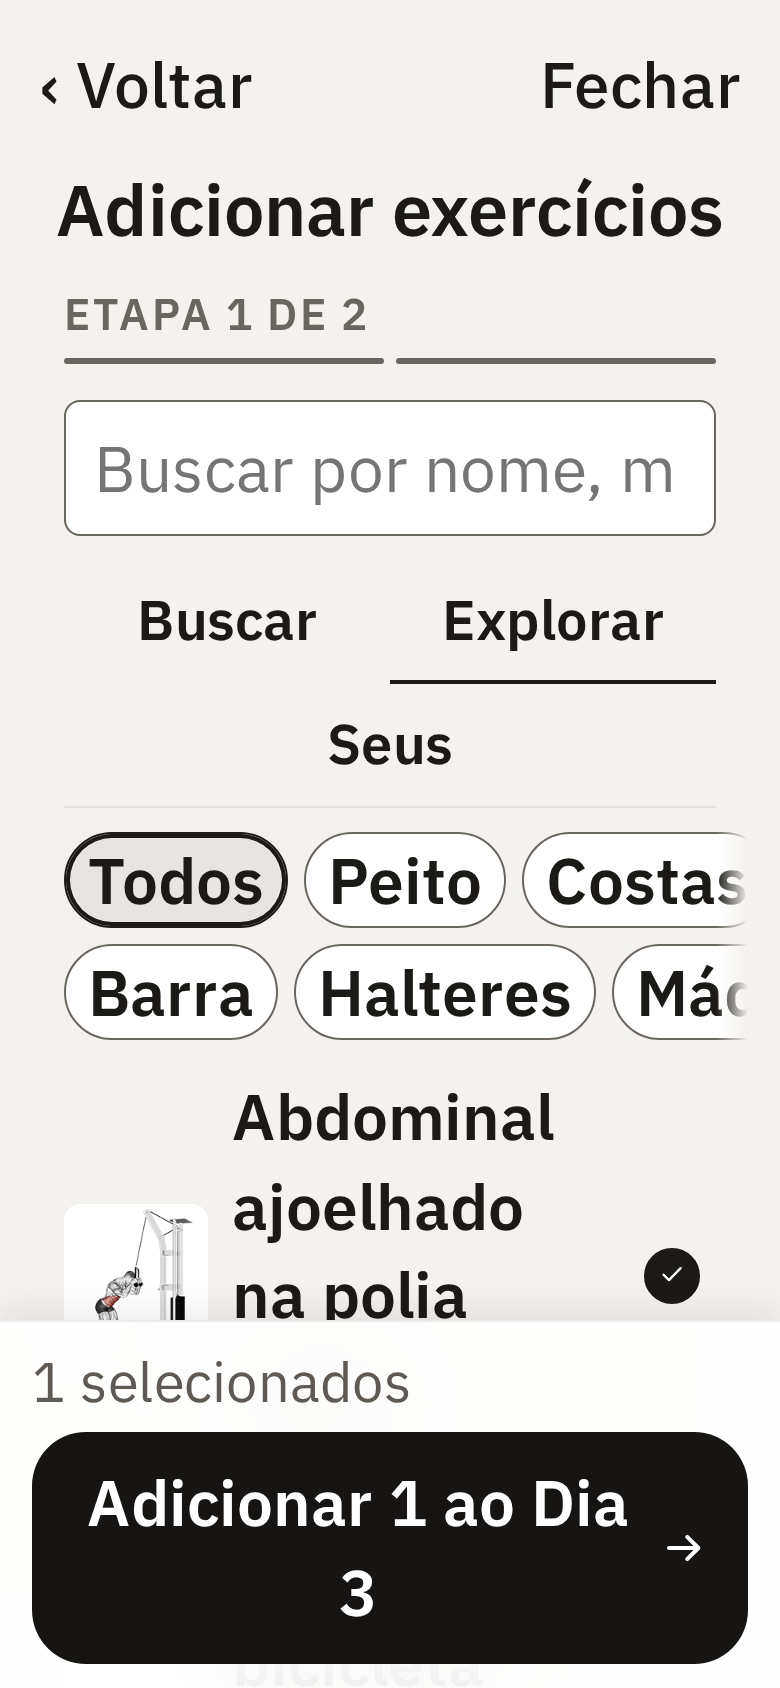 ‹ Voltar
Fechar
Adicionar exercícios
ETAPA 1 DE 2
Buscar por nome, m
Buscar
Explorar
Seus
Todos
Peito
Costas
Barra
Halteres
Abdominal
ajoelhado
na polia
1 selecionados
Adicionar 1 ao Dia
3
bicicleta